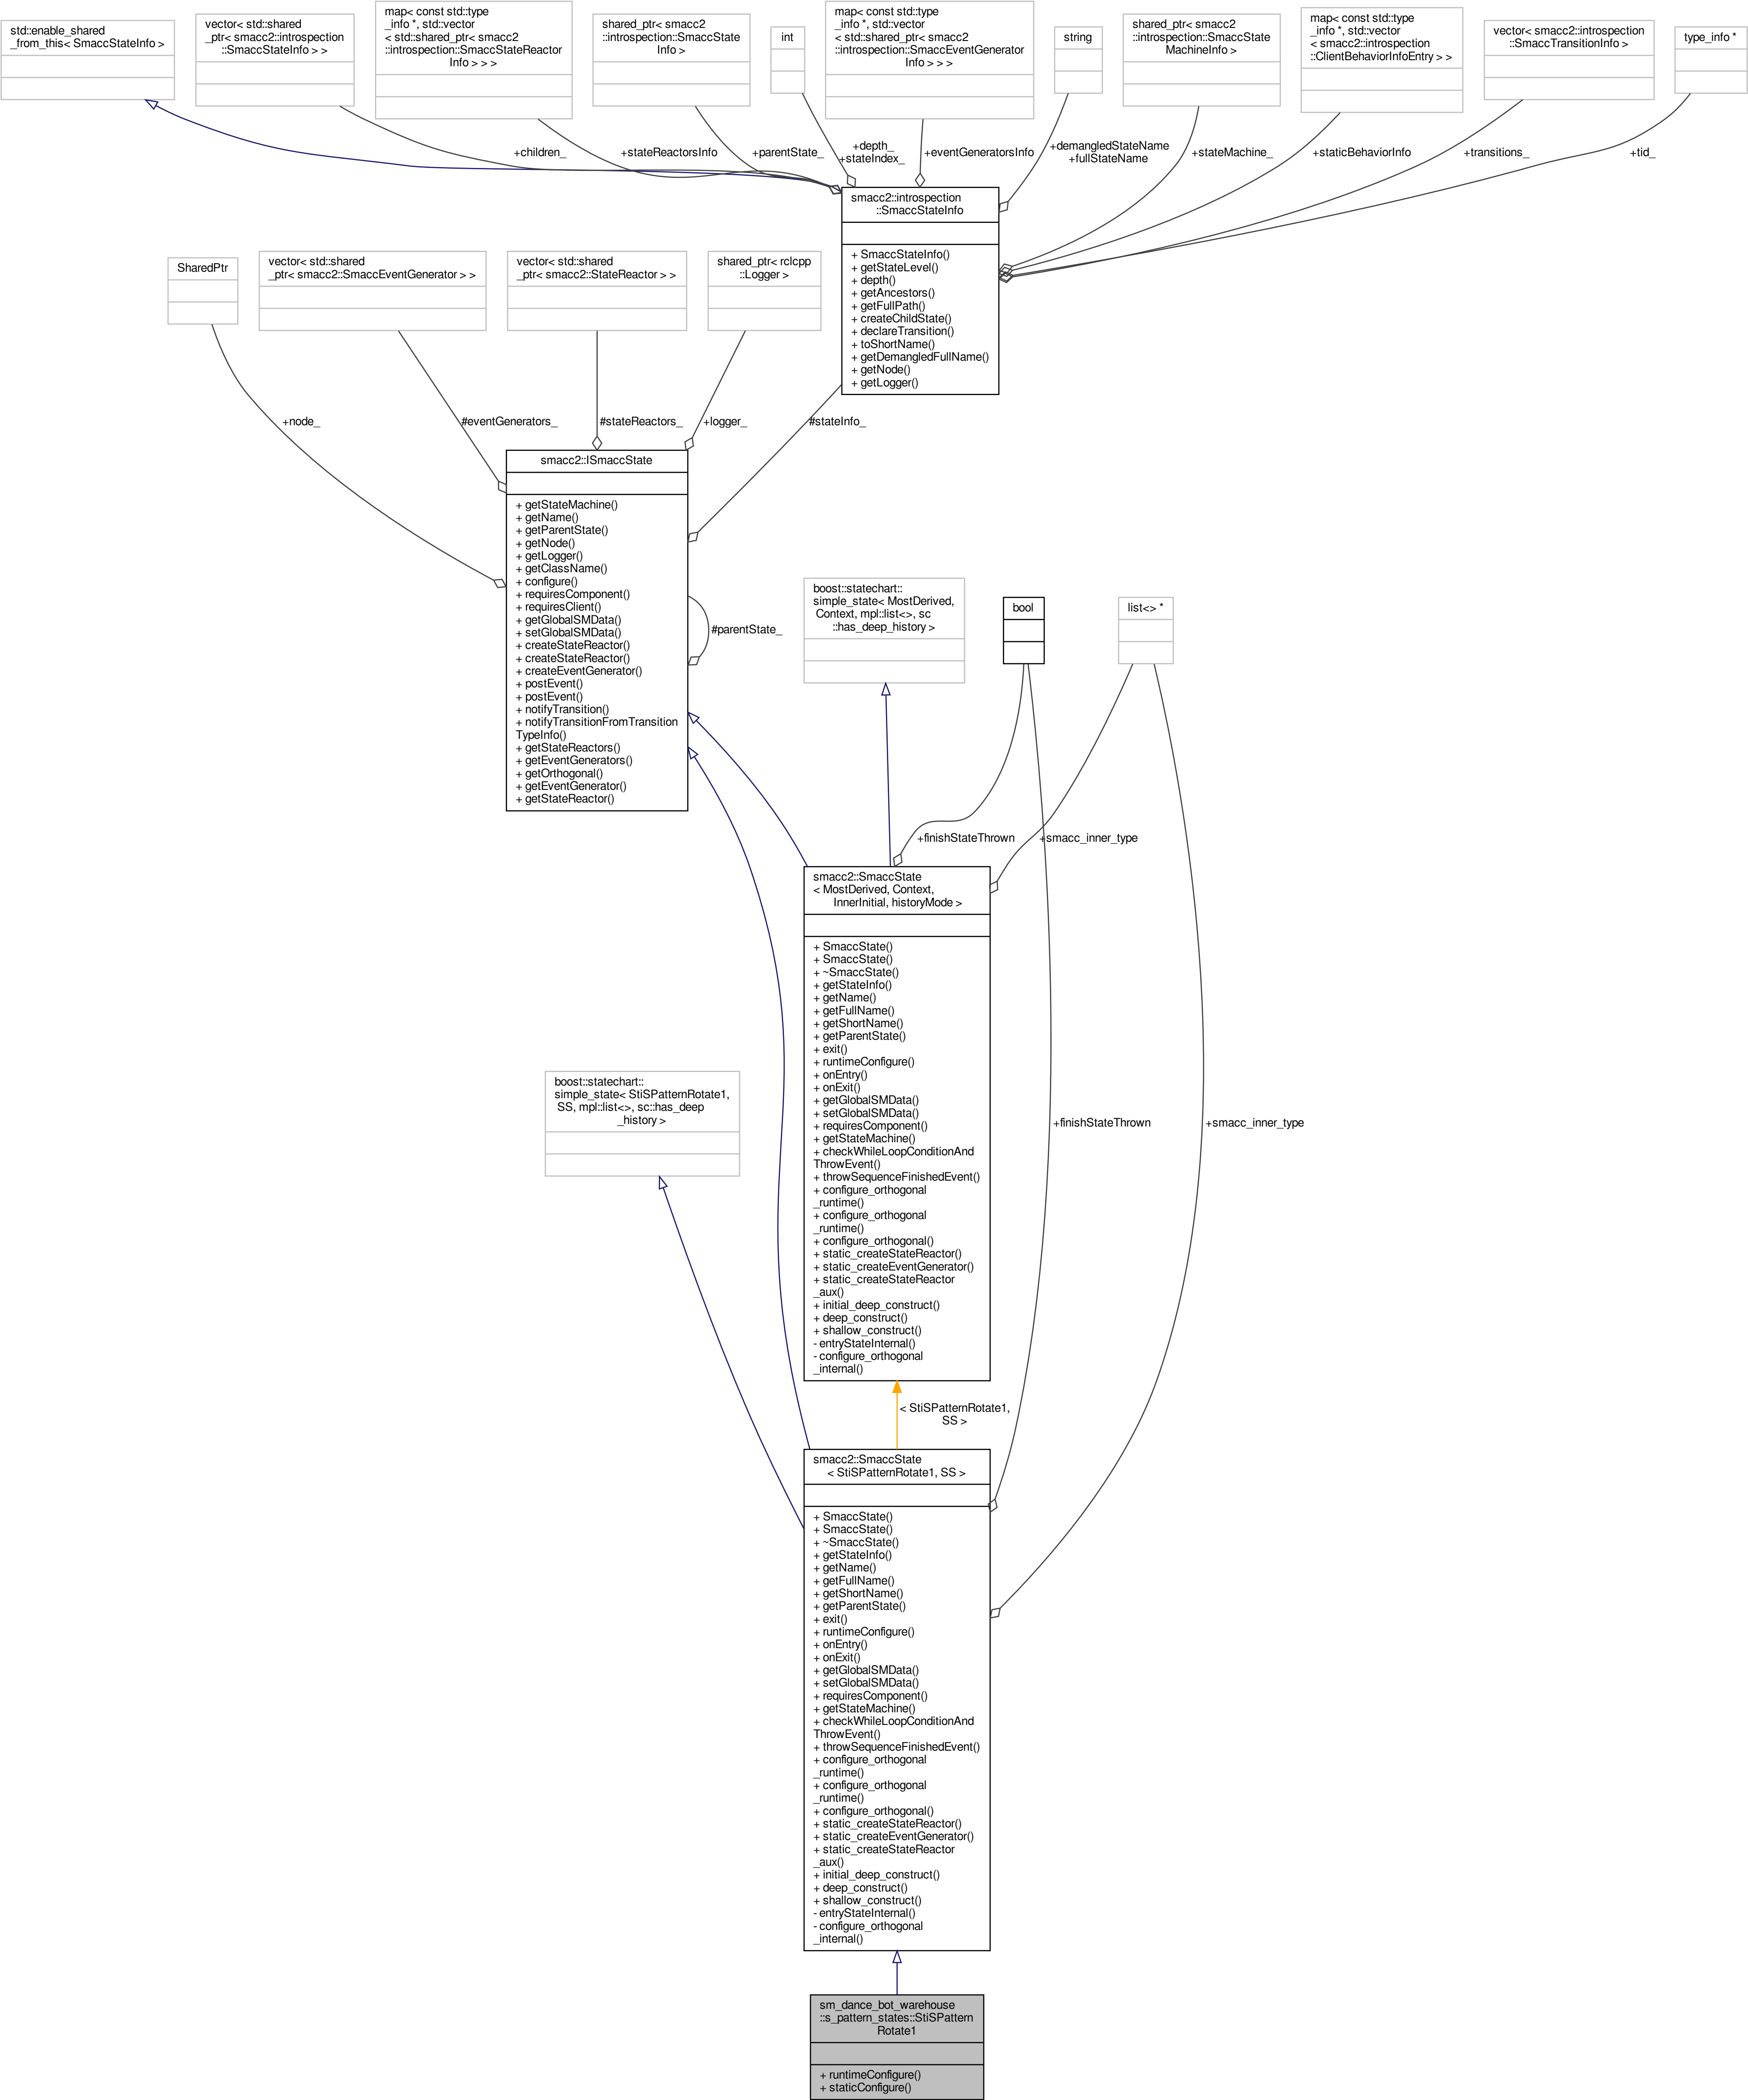 std::enable_shared
_from_this< SmaccStateInfo >
vector< std::shared
_ptr< smacc2::introspection
::SmaccStateInfo > >
map< const std::type
_info *, std::vector
< std::shared_ptr< smacc2
::introspection::SmaccStateReactor
Info > > >
shared_ptr< smacc2
::introspection::SmaccState
Info >
int
map< const std::type
_info *, std::vector
< std::shared_ptr< smacc2
::introspection::SmaccEventGenerator
Info > > >
string
shared_ptr< smacc2
::introspection::SmaccState
MachineInfo >
map< const std::type
_info *, std::vector
< smacc2::introspection
::ClientBehaviorInfoEntry > >
vector< smacc2::introspection
::SmaccTransitionInfo >
type_info *
+children_
+stateReactorsInfo
+parentState_
+depth_
+stateIndex_
+eventGeneratorsInfo
+demangledStateName
+fullStateName
+stateMachine_
+staticBehaviorInfo
+transitions_
+tid_
smacc2::introspection
::SmaccStateInfo
+ SmaccStateInfo()
+ getStateLevel()
+ depth()
+ getAncestors()
+ getFullPath()
+ createChildState()
+ declareTransition()
+ toShortName()
+ getDemangledFullName()
+ getNode()
+ getLogger()
SharedPtr
vector< std::shared
_ptr< smacc2::SmaccEventGenerator > >
vector< std::shared
_ptr< smacc2::StateReactor > >
shared_ptr< rclcpp
::Logger >
+node_
#eventGenerators_
#stateReactors_
+logger_
#stateInfo_
smacc2::ISmaccState
+ getStateMachine()
+ getName()
+ getParentState()
+ getNode()
+ getLogger()
+ getClassName()
+ configure()
+ requiresComponent()
+ requiresClient()
+ getGlobalSMData()
+ setGlobalSMData()
+ createStateReactor()
+ createStateReactor()
+ createEventGenerator()
+ postEvent()
+ postEvent()
+ notifyTransition()
+ notifyTransitionFromTransition
TypeInfo()
+ getStateReactors()
+ getEventGenerators()
+ getOrthogonal()
+ getEventGenerator()
+ getStateReactor()
#parentState_
boost::statechart::
simple_state< MostDerived,
Context, mpl::list<>, sc
::has_deep_history >
bool
list<> *
+finishStateThrown
+smacc_inner_type
smacc2::SmaccState
< MostDerived, Context,
InnerInitial, historyMode >
+ SmaccState()
+ SmaccState()
+ ~SmaccState()
+ getStateInfo()
+ getName()
+ getFullName()
+ getShortName()
+ getParentState()
+ exit()
+ runtimeConfigure()
+ onEntry()
+ onExit()
+ getGlobalSMData()
+ setGlobalSMData()
+ requiresComponent()
+ getStateMachine()
+ checkWhileLoopConditionAnd
ThrowEvent()
+ throwSequenceFinishedEvent()
+ configure_orthogonal
_runtime()
+ configure_orthogonal
_runtime()
+ configure_orthogonal()
+ static_createStateReactor()
+ static_createEventGenerator()
+ static_createStateReactor
_aux()
+ initial_deep_construct()
+ deep_construct()
+ shallow_construct()
- entryStateInternal()
- configure_orthogonal
_internal()
boost::statechart::
simple_state< StiSPatternRotate1,
SS, mpl::list<>, sc::has_deep
_history >
+finishStateThrown
+smacc_inner_type
< StiSPatternRotate1,
SS >
smacc2::SmaccState
< StiSPatternRotate1, SS >
+ SmaccState()
+ SmaccState()
+ ~SmaccState()
+ getStateInfo()
+ getName()
+ getFullName()
+ getShortName()
+ getParentState()
+ exit()
+ runtimeConfigure()
+ onEntry()
+ onExit()
+ getGlobalSMData()
+ setGlobalSMData()
+ requiresComponent()
+ getStateMachine()
+ checkWhileLoopConditionAnd
ThrowEvent()
+ throwSequenceFinishedEvent()
+ configure_orthogonal
_runtime()
+ configure_orthogonal
_runtime()
+ configure_orthogonal()
+ static_createStateReactor()
+ static_createEventGenerator()
+ static_createStateReactor
_aux()
+ initial_deep_construct()
+ deep_construct()
+ shallow_construct()
- entryStateInternal()
- configure_orthogonal
_internal()
sm_dance_bot_warehouse
::s_pattern_states::StiSPattern
Rotate1
+ runtimeConfigure()
+ staticConfigure()